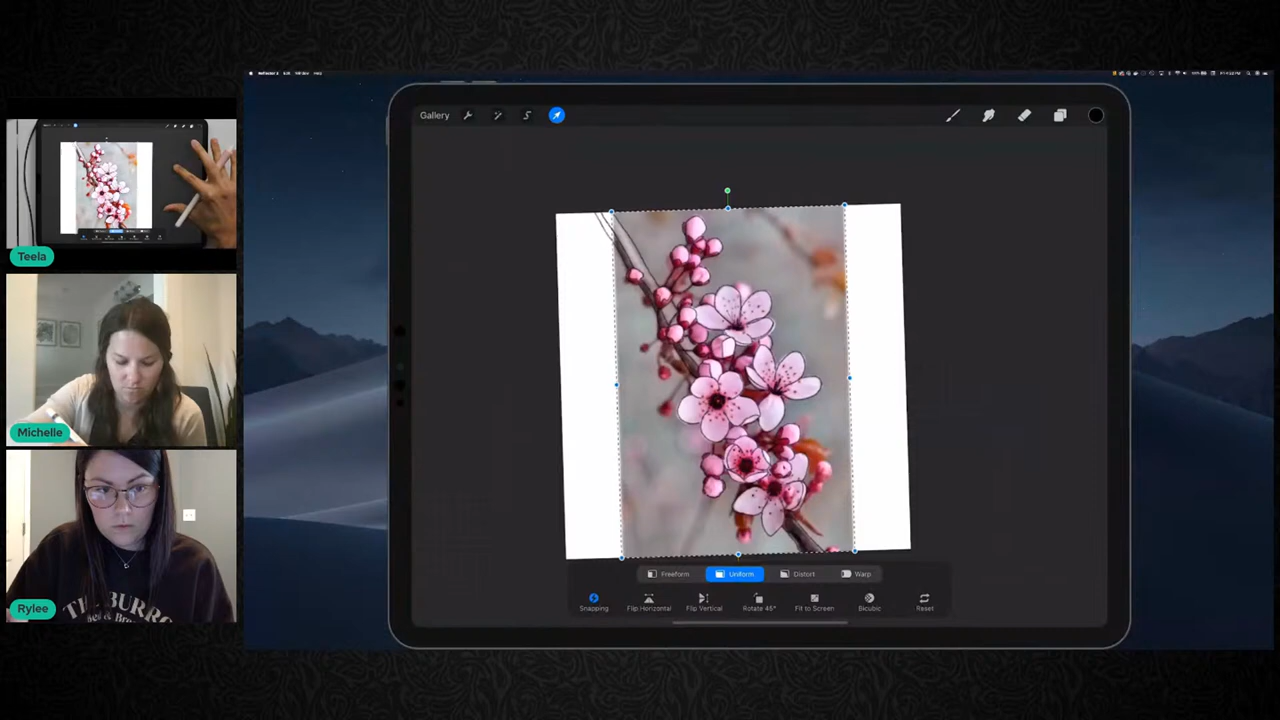 Gallery
Teela
Michelle
Rylee
Freeform
Uniform
Distort
Warp
Snapping
Flip Horizontal
Flip Vertical
Rotate 45°
Fit to Screen
Bicubic
Reset